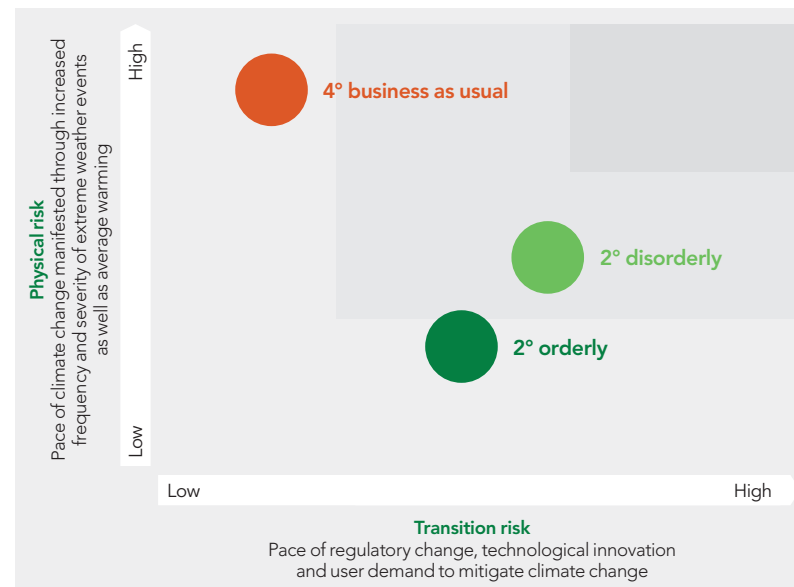 Physical risk
Pace of climate change manifested through increased
frequency and severity of extreme weather events
as well as average warming
High
Low
4° business as usual
2° disorderly
2° orderly
Low
High
Transition risk
Pace of regulatory change, technological innovation
and user demand to mitigate climate change